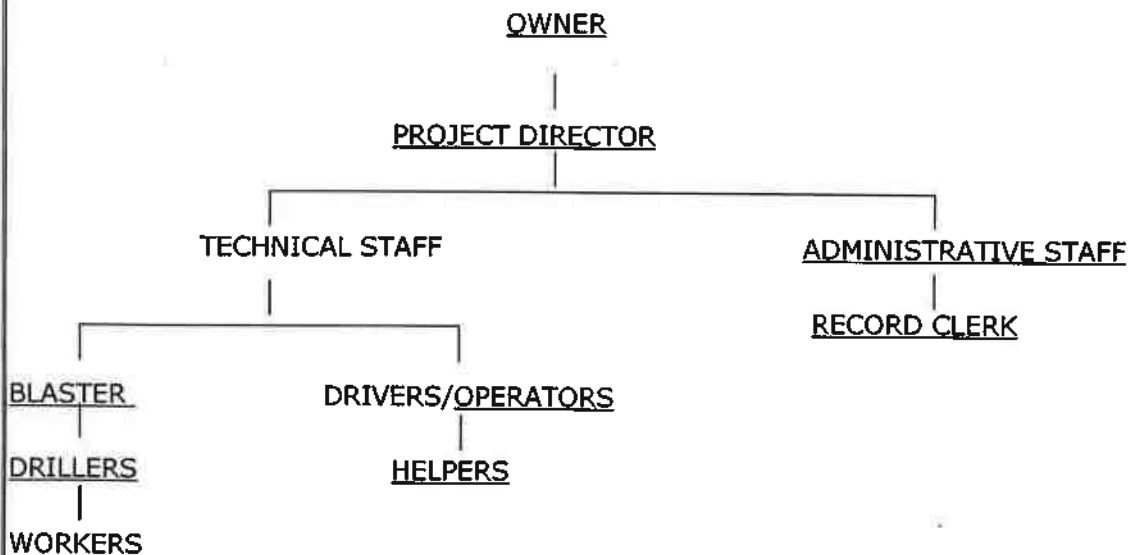 OWNER
PROJECT DIRECTOR
TECHNICAL STAFF
ADMINISTRATIVE STAFF
RECORD CLERK
BLASTER
DRIVERS/OPERATORS
DRILLERS
HELPERS
WORKERS